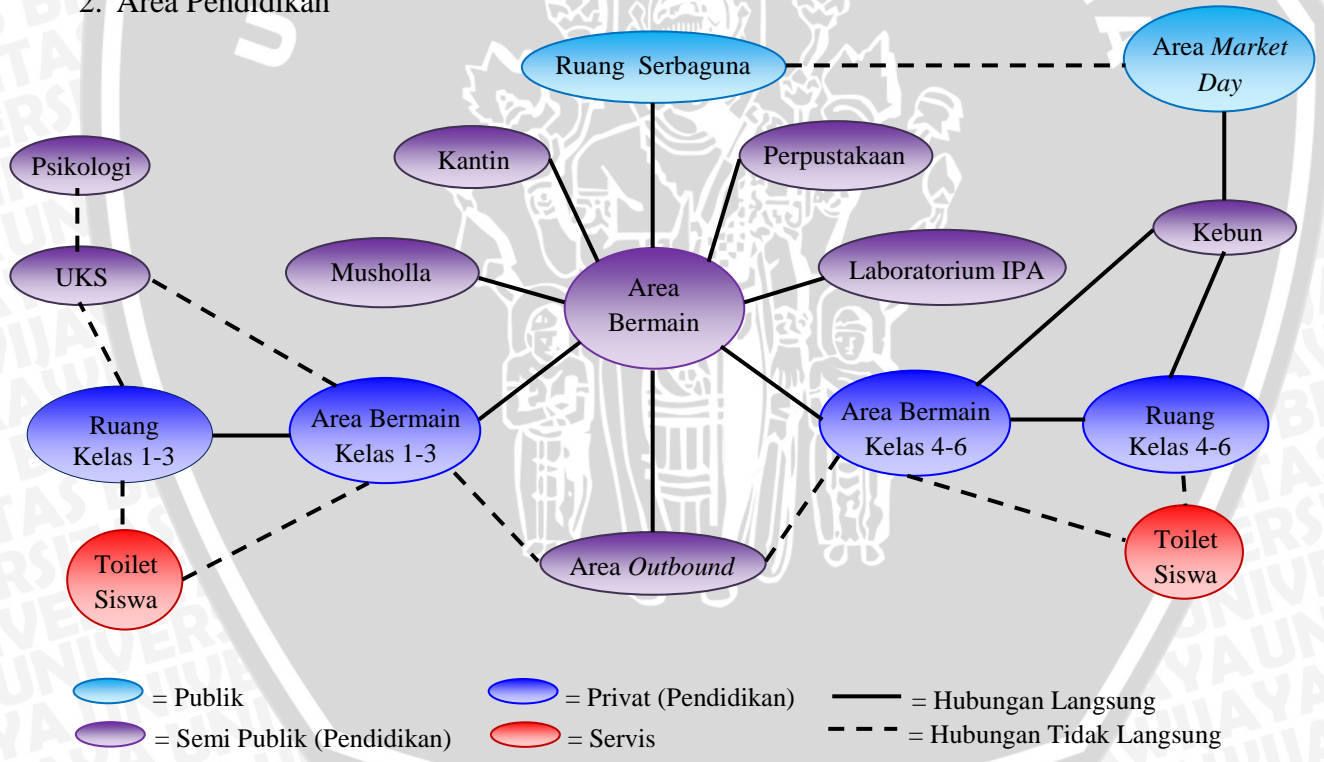 2. Area Pendidikan
Ruang Serbaguna
Area Market
Day
Psikologi
Kantin
Perpustakaan
Kebun
UKS
Musholla
Area
Bermain
Laboratorium IPA
Ruang
Kelas 1-3
Area Bermain
Kelas 1-3
Area Bermain
Kelas 4-6
Ruang
Kelas 4-6
Toilet
Siswa
Area Outbound
Toilet
Siswa
= Publik
= Privat (Pendidikan)
= Hubungan Langsung
= Semi Publik (Pendidikan)
= Servis
= Hubungan Tidak Langsung